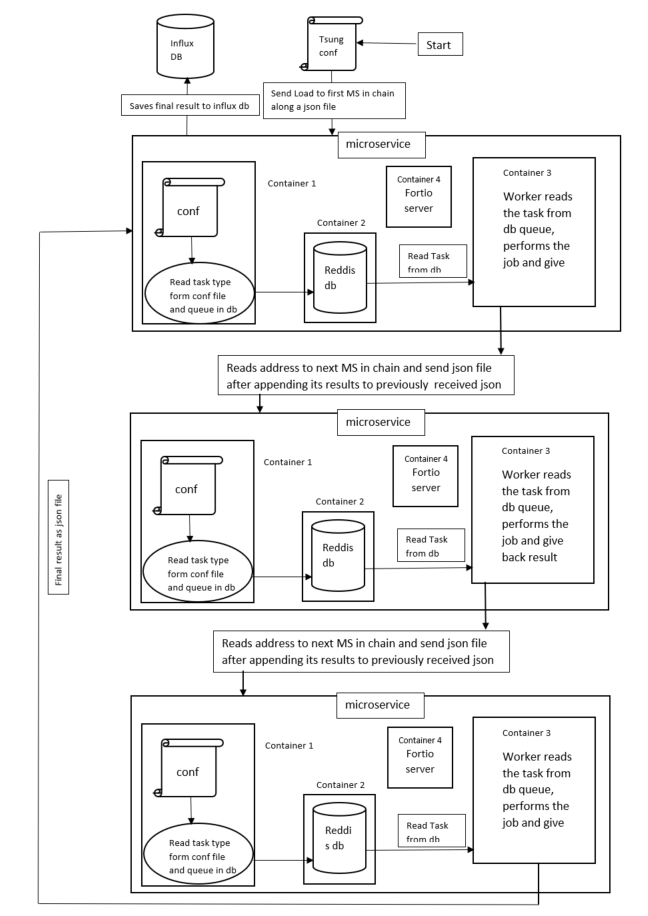 Influx
DB
Tsung
conf
Start
Saves final result to influx db
Send Load to first MS in chain
along a json file
microservice
Container 1
conf
Read task type
form conf file
and queue in db
Container 2
Reddis
db
Container 4
Fortio
server
Read Task
from db
Container 3
Worker reads
the task from
db queue,
performs the
job and give
Reads address to next MS in chain and send json file
after appending its results to previously received json
microservice
Container 1
conf
Read task type
form conf file
and queue in db
Container 2
Reddis
db
Container 4
Fortio
server
Read Task
from db
Container 3
Worker reads
the task from
db queue,
performs the
job and give
back result
Final result as json file
Reads address to next MS in chain and send json file
after appending its results to previously received json
microservice
Container 1
conf
Read task type
form conf file
and queue in db
Container 2
Reddi
s db
Container 4
Fortio
server
Read Task
from db
Container 3
Worker reads
the task from
db queue,
performs the
job and give